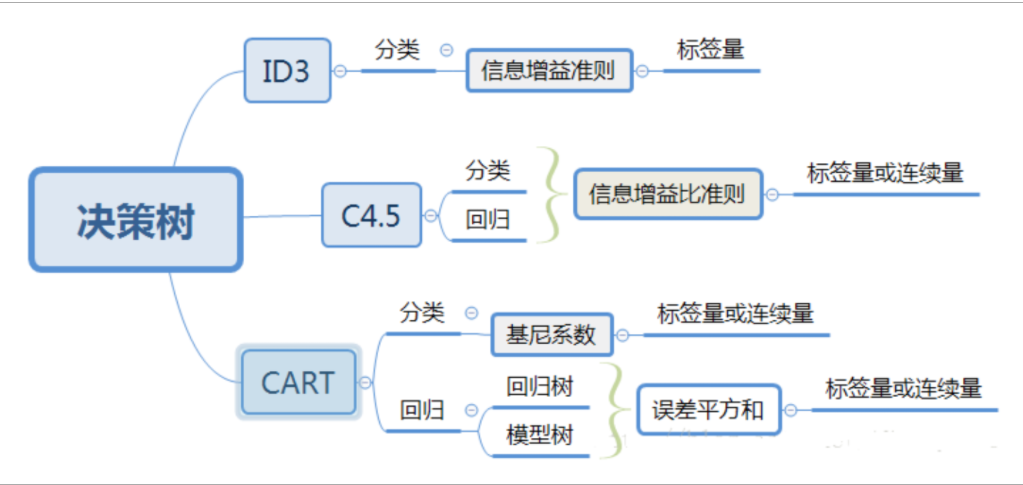 决策树
ID3
分类
信息增益准则
标签量
C4.5
分类
回归
信息增益比准则
标签量或连续量
CART
分类
基尼系数
标签量或连续量
回归
回归树
模型树
误差平方和
标签量或连续量